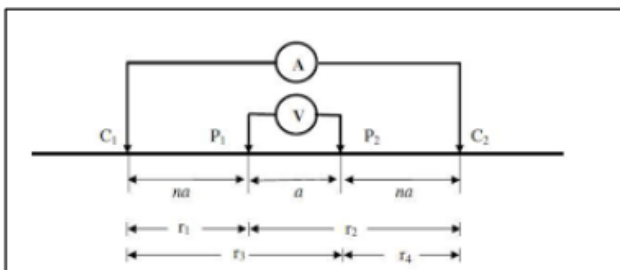 A
V
C₁ P₁ P₂ C₂
na a na
r₁ r₂
r₃ r₄